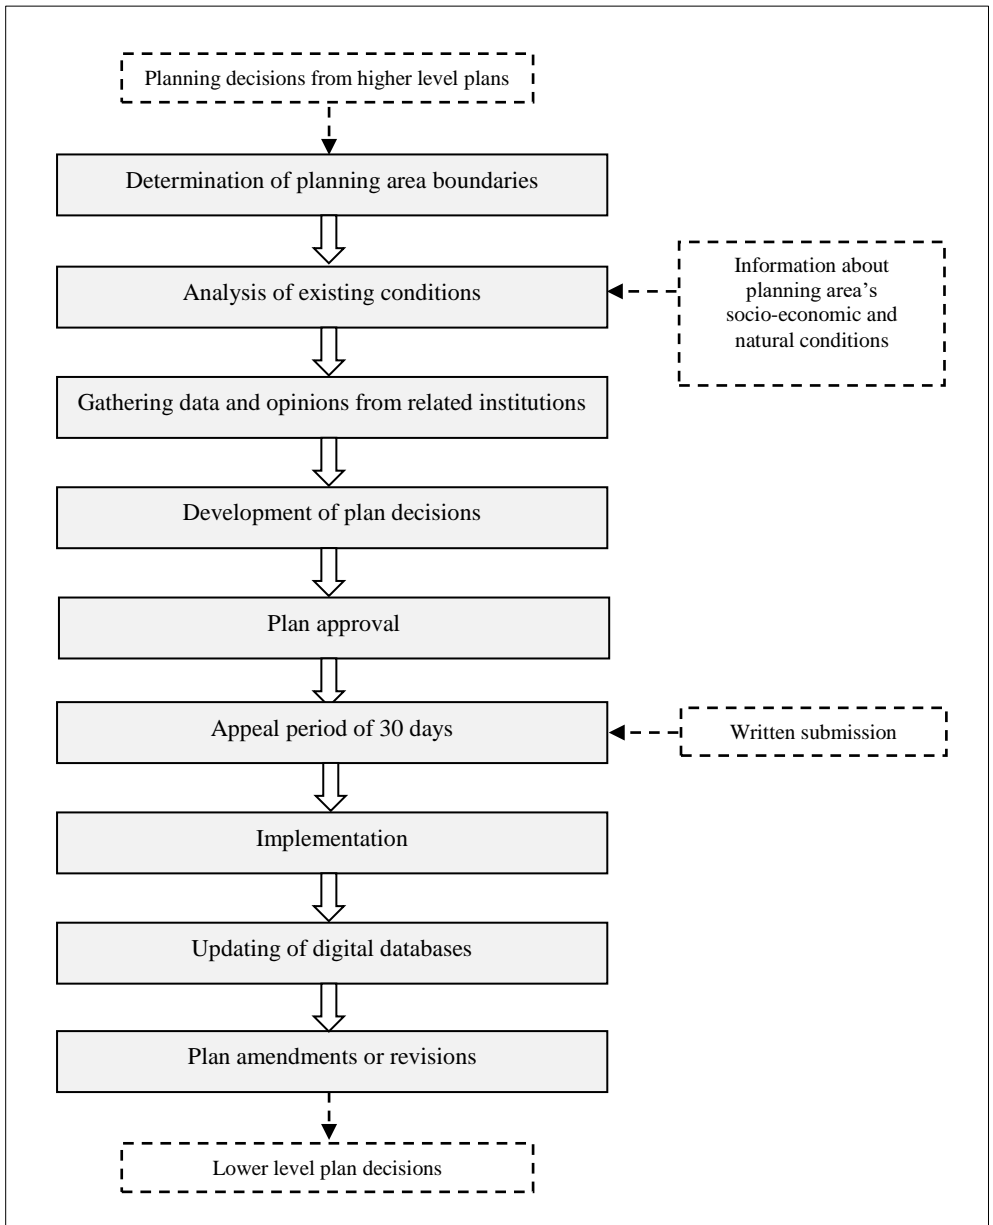 Planning decisions from higher level plans
Determination of planning area boundaries
Analysis of existing conditions
Information about
planning area’s
socio-economic and
natural conditions
Gathering data and opinions from related institutions
Development of plan decisions
Plan approval
Appeal period of 30 days
Written submission
Implementation
Updating of digital databases
Plan amendments or revisions
Lower level plan decisions